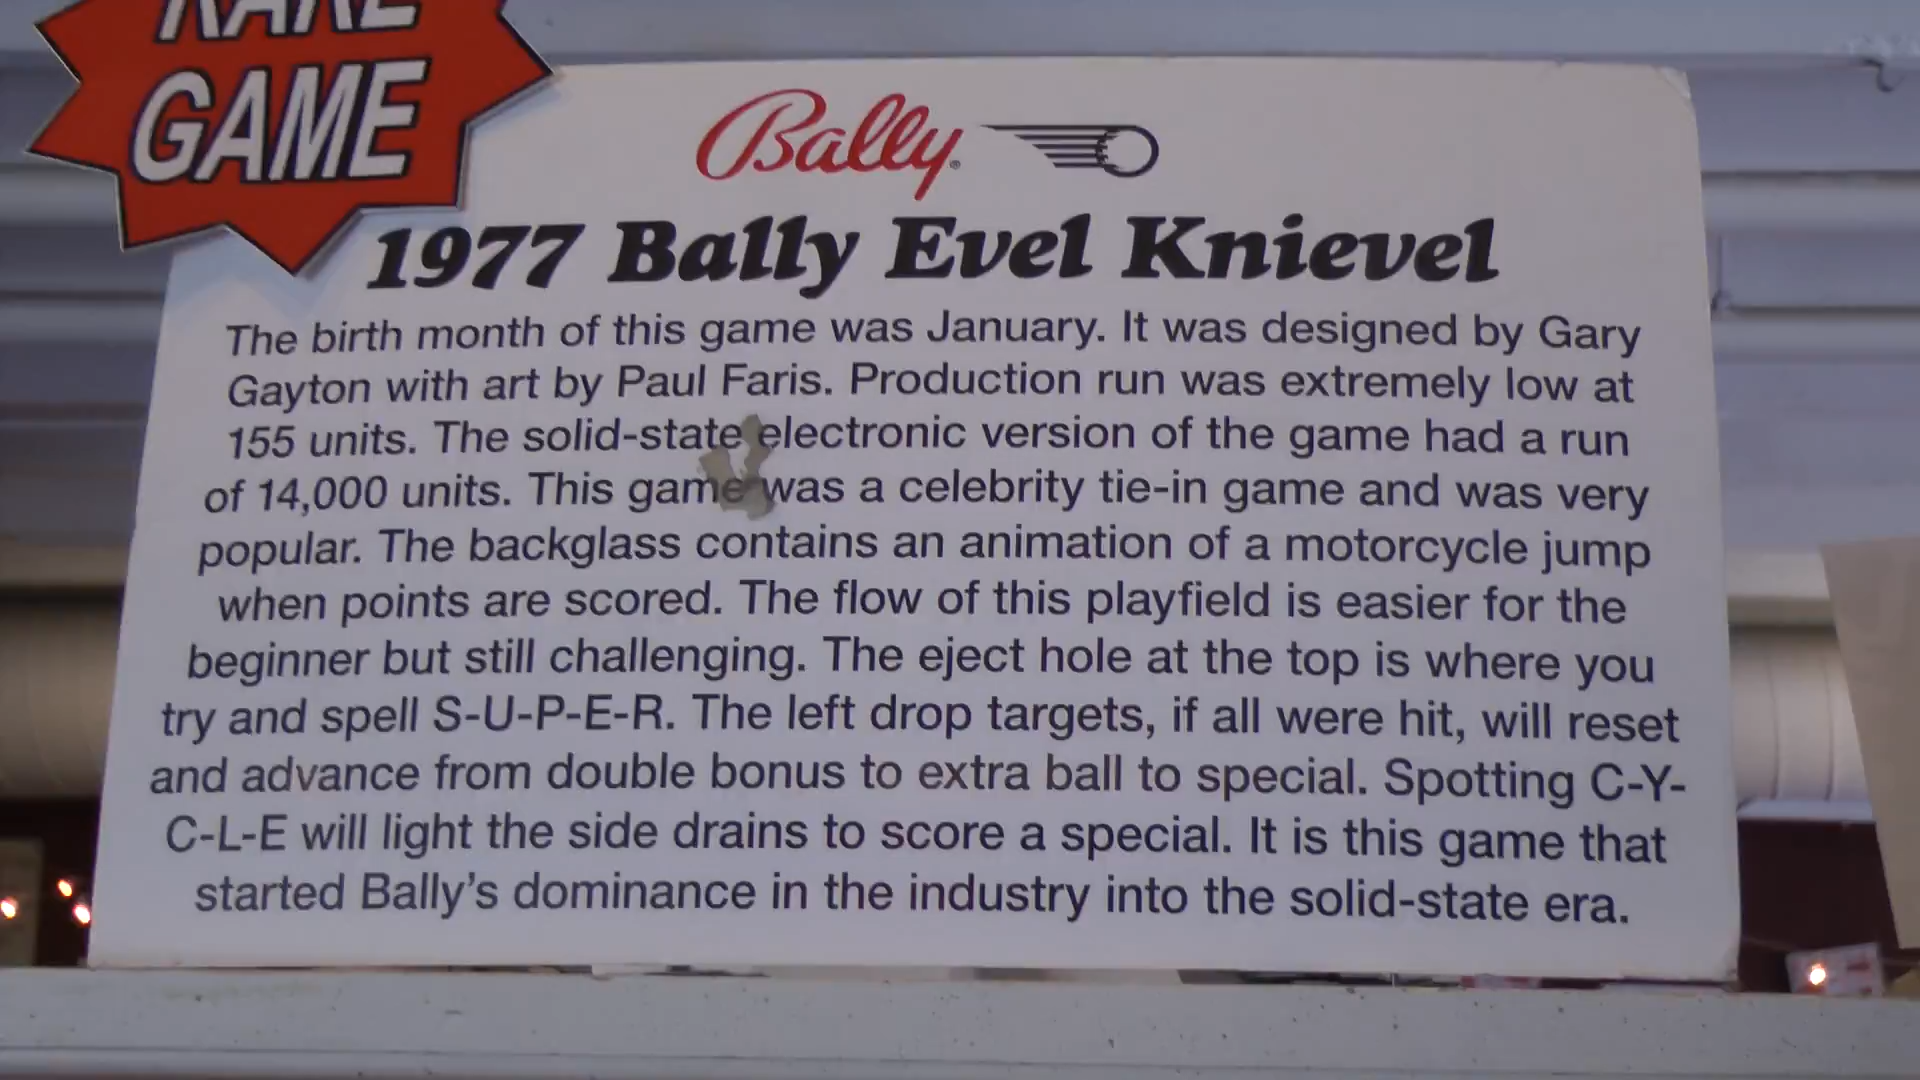 RARE
GAME
Bally
1977 Bally Evel Knievel
The birth month of this game was January. It was designed by Gary
Gayton with art by Paul Faris. Production run was extremely low at
155 units. The solid-state electronic version of the game had a run
of 14,000 units. This game was a celebrity tie-in game and was very
popular. The backglass contains an animation of a motorcycle jump
when points are scored. The flow of this playfield is easier for the
beginner but still challenging. The eject hole at the top is where you
try and spell S-U-P-E-R. The left drop targets, if all were hit, will reset
and advance from double bonus to extra ball to special. Spotting C-Y-
C-L-E will light the side drains to score a special. It is this game that
started Bally's dominance in the industry into the solid-state era.